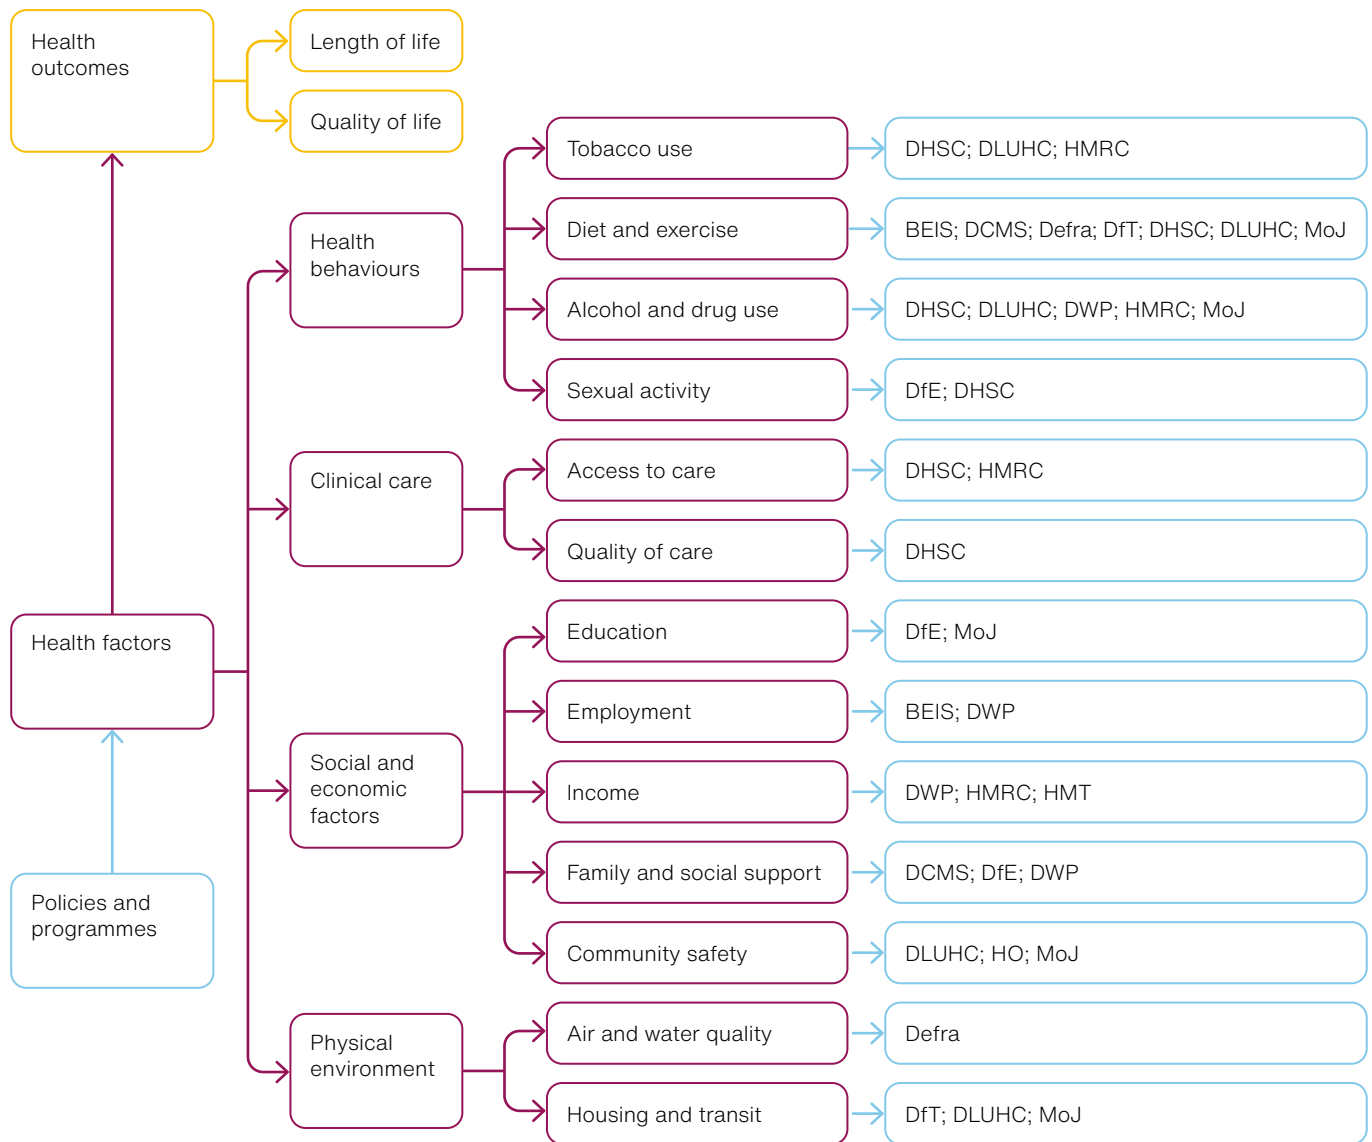 Health
outcomes
Length of life
Quality of life
Tobacco use
DHSC; DLUHC; HMRC
Health
behaviours
Diet and exercise
BEIS; DCMS; Defra; DfT; DHSC; DLUHC; MoJ
Alcohol and drug use
DHSC; DLUHC; DWP; HMRC; MoJ
Sexual activity
DfE; DHSC
Clinical care
Access to care
DHSC; HMRC
Quality of care
DHSC
Health factors
Education
DfE; MoJ
Employment
BEIS; DWP
Social and
economic
factors
Income
DWP; HMRC; HMT
Family and social support
DCMS; DfE; DWP
Policies and
programmes
Community safety
DLUHC; HO; MoJ
Physical
environment
Air and water quality
Defra
Housing and transit
DfT; DLUHC; MoJ